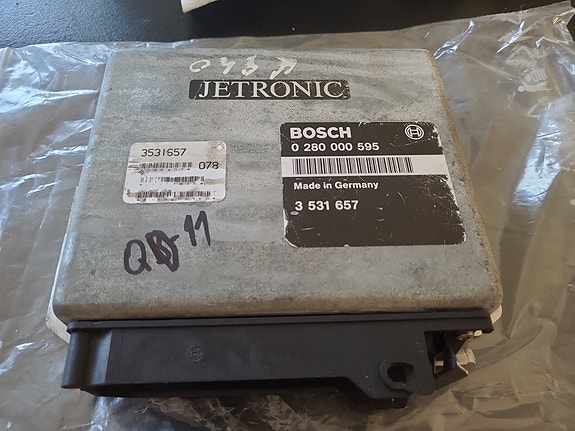 JETRONIC
BOSCH
0 280 000 595
Made in Germany
3 531 657
3531657
078